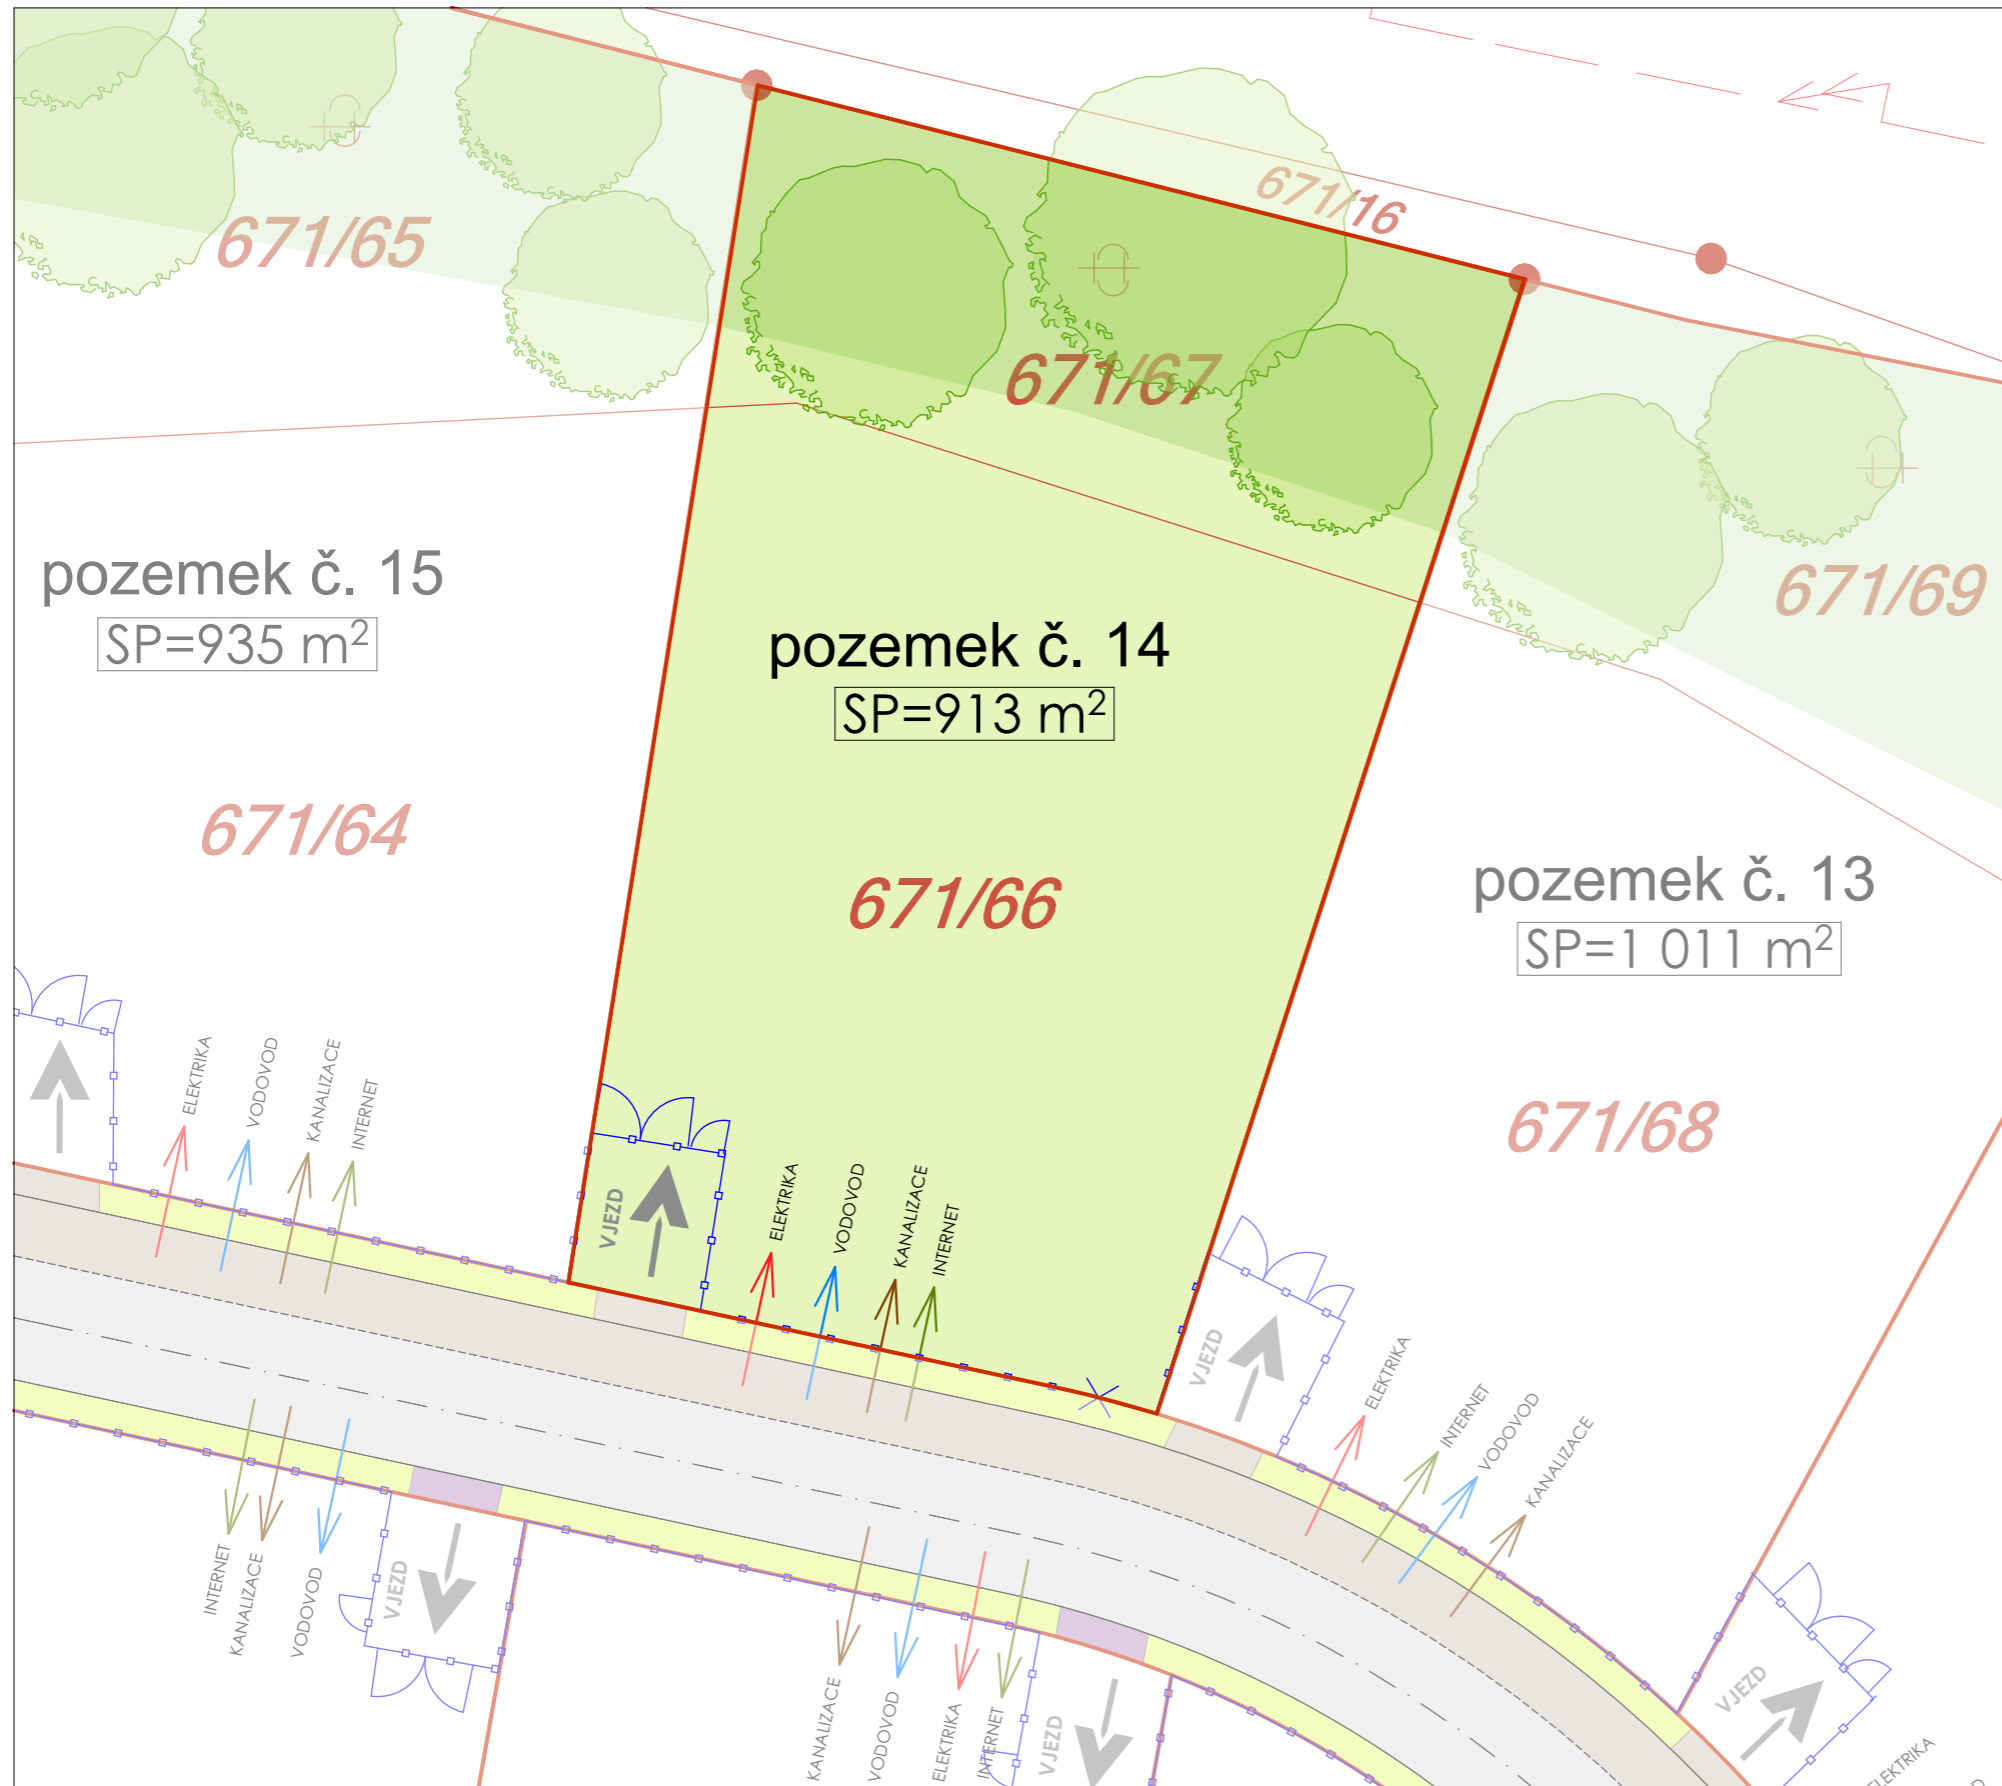 671/16
671/65
671/67
pozemek č. 15
SP=935 m²
671/69
pozemek č. 14
SP=913 m²
671/64
671/66
pozemek č. 13
SP=1 011 m²
671/68
ELEKTRIKA
VODOVOD
KANALIZACE
INTERNET
VJEZD
ELEKTRIKA
VODOVOD
KANALIZACE
INTERNET
VJEZD
ELEKTRIKA
INTERNET
VODOVOD
KANALIZACE
INTERNET
KANALIZACE
VODOVOD
VJEZD
KANALIZACE
VODOVOD
ELEKTRIKA
INTERNET
VJEZD
VJEZD
ELEKTRIKA